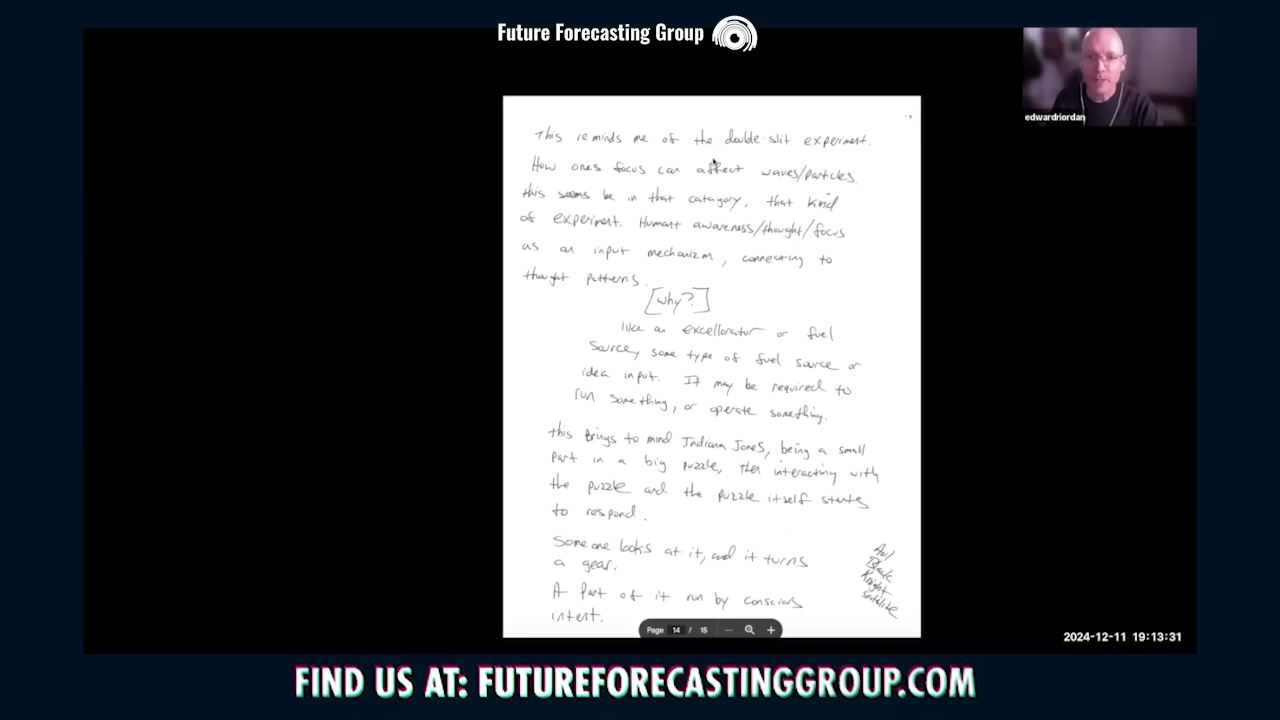 Future Forecasting Group
edwardriordan
This reminds me of the double-slit experiment.
How ones focus can affect waves/particles.
this seems be in that catagory, that kind
of experiment. Human awareness/thought/focus
as an input mechanizm, connecting to
thought patterns.
[why?]
like an excellorator or fuel
source, some type of fuel source or
idea input. It may be required to
run something, or operate something.
this Brings to mind Indiana Jones, being a small
part in a big puzzle, then interacting with
the puzzle and the puzzle itself starts
to respond.
Someone looks at it, and it turns
a gear.
A Part of it run by conscious
intent.
Aol
Black
Knight
Satilite
Page 14 / 15
2024-12-11 19:13:31
FIND US AT: FUTUREFORECASTINGGROUP.COM